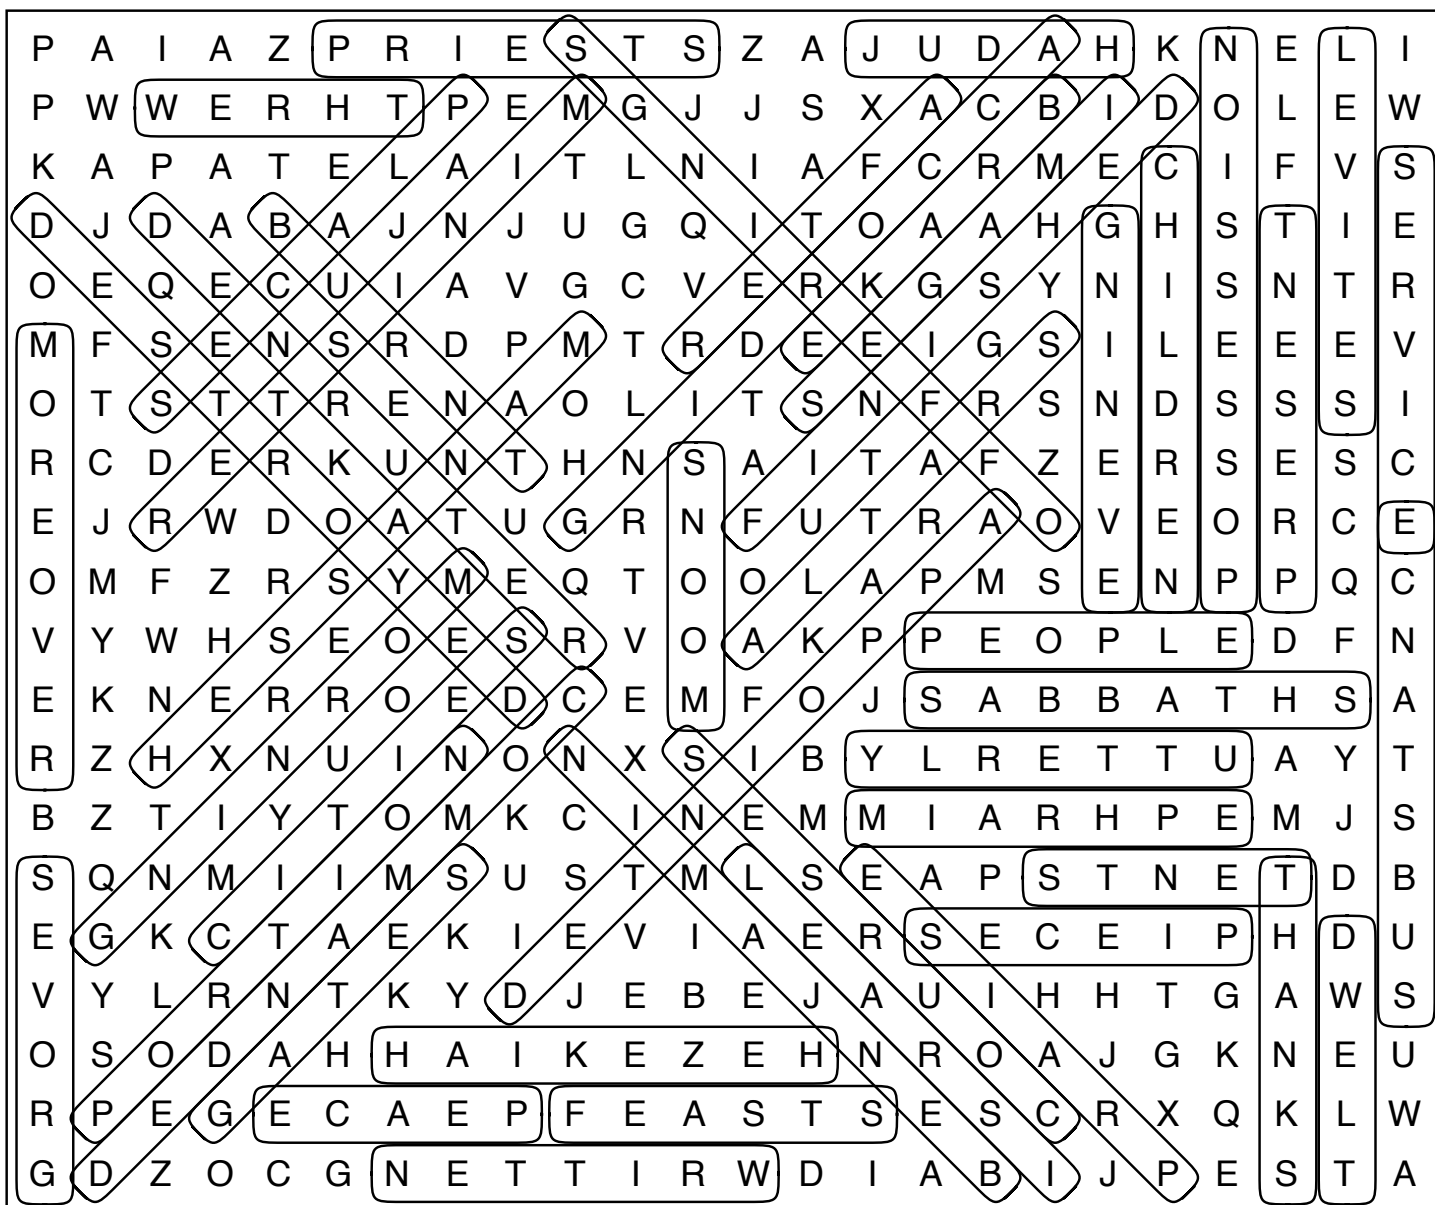 P A I A Z P R I E S T S Z A J U D A H K N E L I
P W W E R H T P E M G J J S X A C B I D O L E W
K A P A T E L A I T L N I A F C R M E C I F V S
D J D A B A J N J U G Q I T O A A H G H S T I E
O E Q E C U I A V G C V E R K G S Y N I S N T R
M F S E N S R D P M T R D E E I G S I L E E E V
O T S T T R E N A O L I T S N F R S N D S S S I
R C D E R K U N T H N S A I T A F Z E R S E S C
E J R W D O A T U G R N F U T R A O V E O R C E
O M F Z R S Y M E Q T O O L A P M S E N P P Q C
V Y W H S E O E S R V O A K P P E O P L E D F N
E K N E R R O E D C E M F O J S A B B A T H S A
R Z H X N U I N O N X S I B Y L R E T T U A Y T
B Z T I Y T O M K C I N E M M I A R H P E M J S
S Q N M I I M S U S T M L S E A P S T N E T D B
E G K C T A E K I E V I A E R S E C E I P H D U
V Y L R N T K Y D J E B E J A U I H H T G A W S
O S O D A H H A I K E Z E H N R O A J G K N E U
R P E G E C A E P F E A S T S E S C R X Q K L W
G D Z O C G N E T T I R W D I A B I J P E S T A